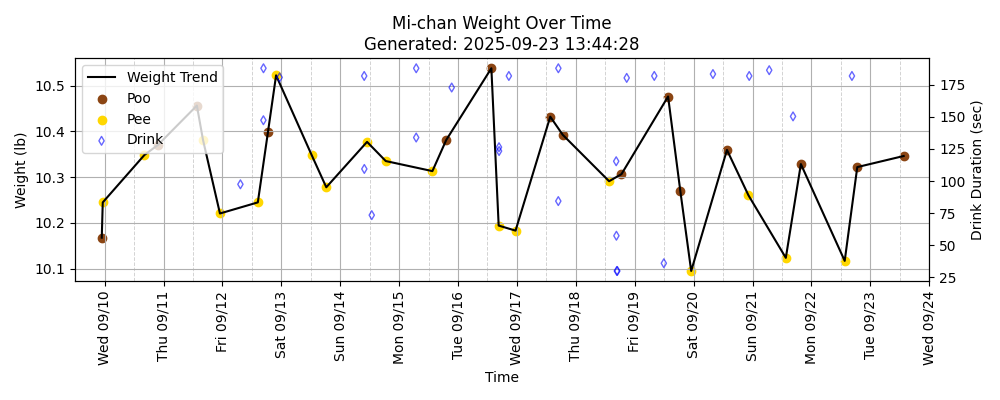 Mi-chan Weight Over Time
Generated: 2025-09-23 13:44:28
Weight (lb)
10.5
10.4
10.3
10.2
10.1
Weight Trend
Poo
Pee
Drink
175
150
125
100
75
50
25
Drink Duration (sec)
Wed 09/10
Thu 09/11
Fri 09/12
Sat 09/13
Sun 09/14
Mon 09/15
Tue 09/16
Wed 09/17
Thu 09/18
Fri 09/19
Sat 09/20
Sun 09/21
Mon 09/22
Tue 09/23
Wed 09/24
Time